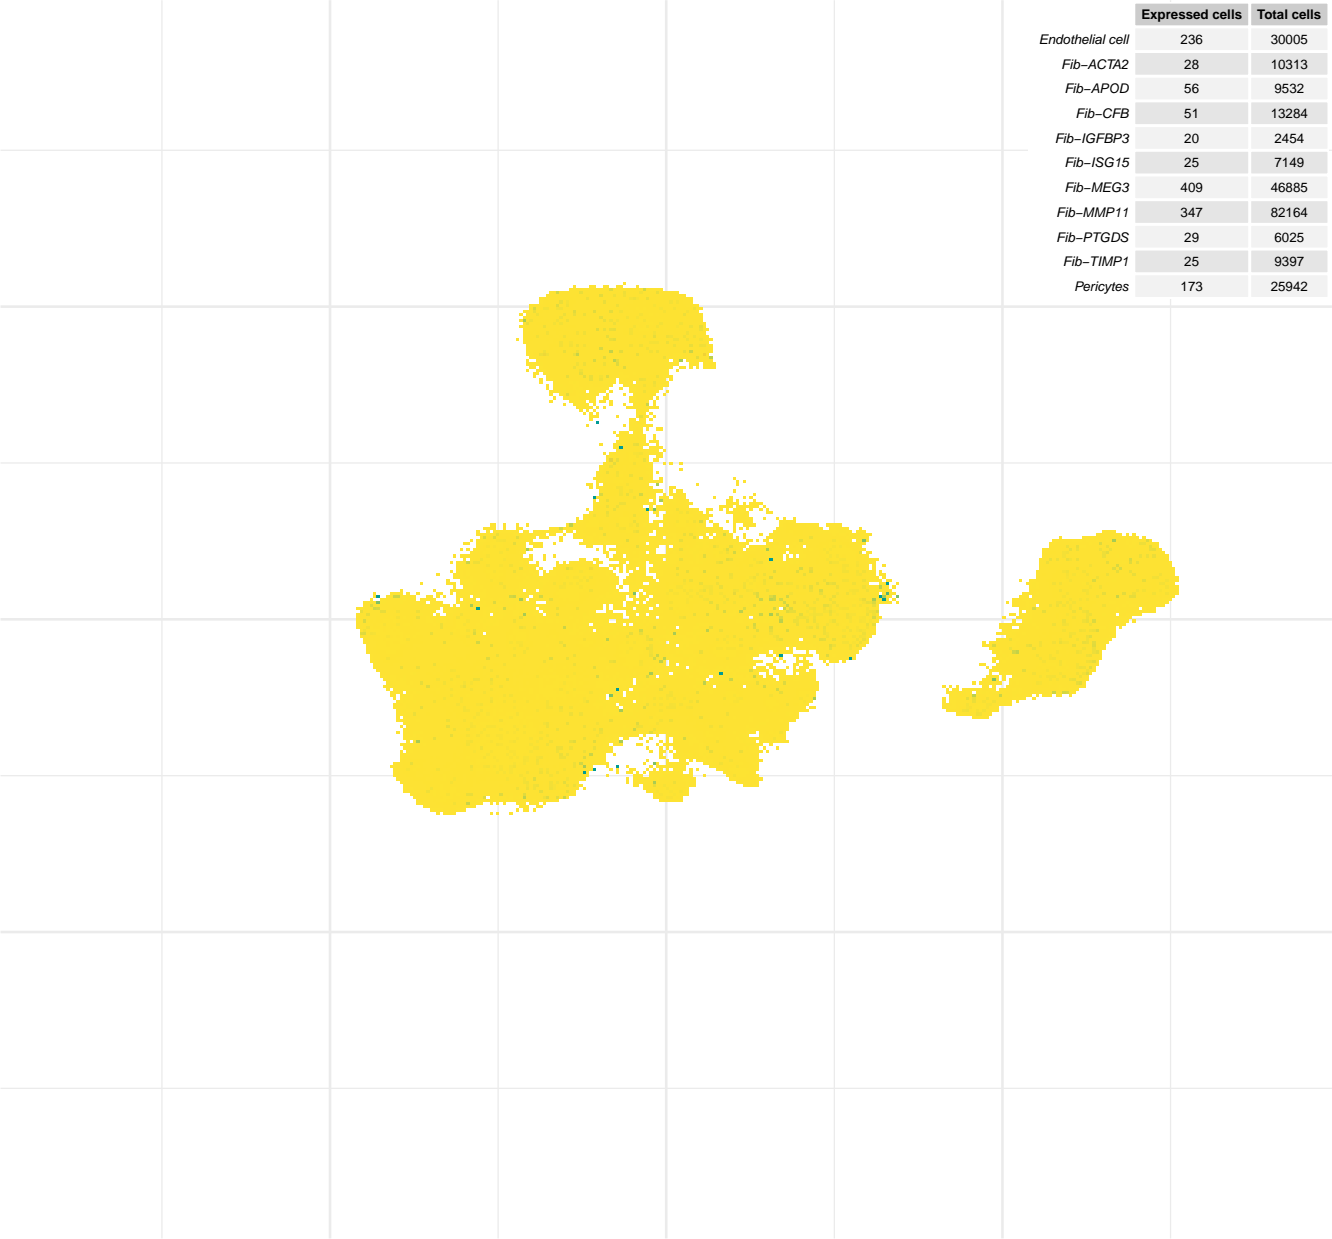 Expressed cells Total cells
Endothelial cell 236 30005
Fib−ACTA2 28 10313
Fib−APOD 56 9532
Fib−CFB 51 13284
Fib−IGFBP3 20 2454
Fib−ISG15 25 7149
Fib−MEG3 409 46885
Fib−MMP11 347 82164
Fib−PTGDS 29 6025
Fib−TIMP1 25 9397
Pericytes 173 25942